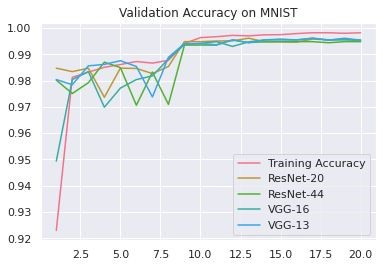 Validation Accuracy on MNIST
1.00
0.99
0.98
0.97
0.96
0.95
0.94
0.93
0.92
Training Accuracy
ResNet-20
ResNet-44
VGG-16
VGG-13
2.5 5.0 7.5 10.0 12.5 15.0 17.5 20.0